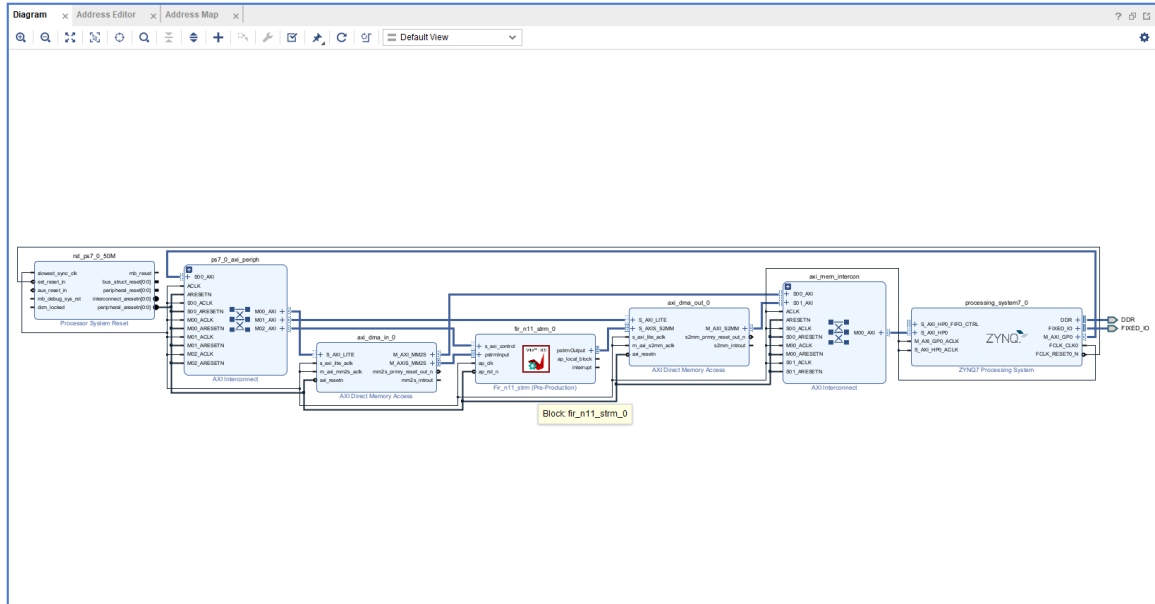 Diagram
Address Editor
Address Map
Default View
rst_ps7_0_50M
slowest_sync_clk
ext_reset_in
aux_reset_in
mb_debug_sys_rst
dcm_locked
mb_reset
bus_struct_reset[0:0]
peripheral_reset[0:0]
interconnect_aresetn[0:0]
peripheral_aresetn[0:0]
Processor System Reset
ps7_0_axi_periph
S00_AXI
ACLK
ARESETN
S00_ACLK
S00_ARESETN
M00_ACLK
M00_ARESETN
M01_ACLK
M01_ARESETN
M02_ACLK
M02_ARESETN
M00_AXI
M01_AXI
M02_AXI
AXI Interconnect
axi_dma_in_0
S_AXI_LITE
s_axi_lite_aclk
m_axi_mm2s_aclk
axi_resetn
M_AXI_MM2S
M_AXIS_MM2S
mm2s_prmry_reset_out_n
mm2s_introut
AXI Direct Memory Access
fir_n11_strm_0
s_axi_control
pstrmInput
ap_clk
ap_rst_n
pstrmOutput
ap_local_block
interrupt
Fir_n11_strm (Pre-Production)
Block: fir_n11_strm_0
axi_dma_out_0
S_AXI_LITE
S_AXIS_S2MM
s_axi_lite_aclk
m_axi_s2mm_aclk
axi_resetn
M_AXI_S2MM
s2mm_prmry_reset_out_n
s2mm_introut
AXI Direct Memory Access
axi_mem_intercon
S00_AXI
S01_AXI
ACLK
ARESETN
S00_ACLK
S00_ARESETN
M00_ACLK
M00_ARESETN
S01_ACLK
S01_ARESETN
M00_AXI
AXI Interconnect
processing_system7_0
S_AXI_HP0_FIFO_CTRL
S_AXI_HP0
M_AXI_GP0_ACLK
S_AXI_HP0_ACLK
ZYNQ
DDR
FIXED_IO
M_AXI_GP0
FCLK_CLK0
FCLK_RESET0_N
ZYNQ7 Processing System
DDR
FIXED_IO